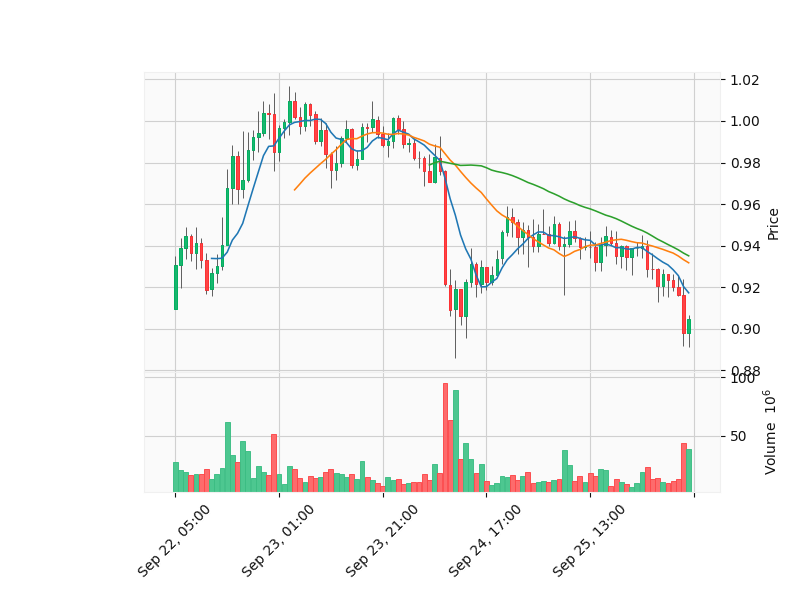 1.02
1.00
0.98
0.96
0.94
0.92
0.90
0.88
Price
100
50
Volume 10^6
Sep 22, 05:00
Sep 23, 01:00
Sep 23, 21:00
Sep 24, 17:00
Sep 25, 13:00